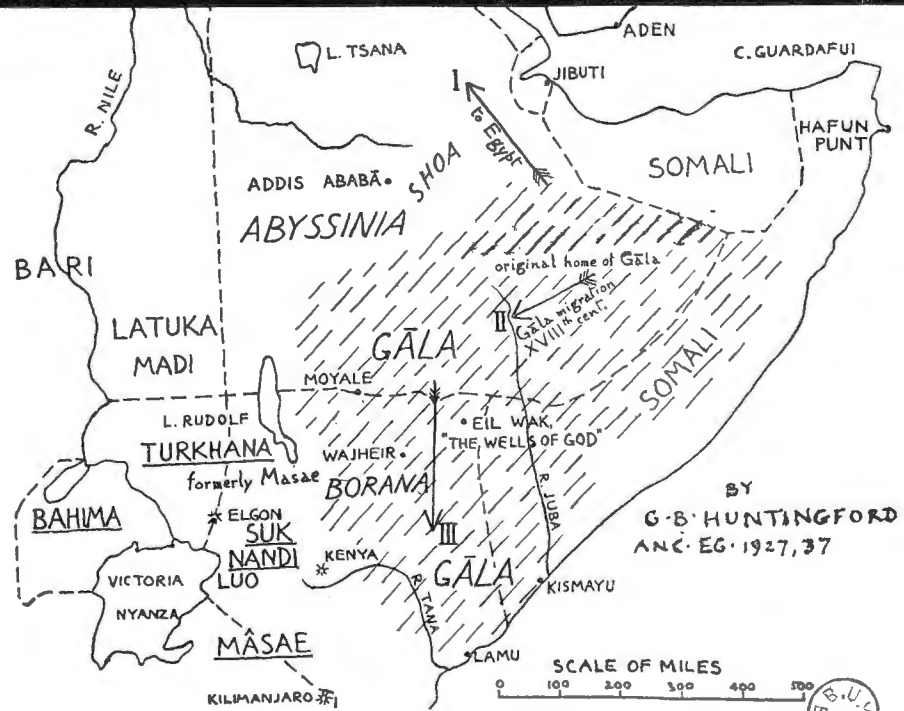 ADEN
L. TSANA
C. GUARDAFUI
JIBUTI
R. NILE
I
to Egypt
HAFUN
PUNT
SHOA
SOMALI
ADDIS ABABĀ
ABYSSINIA
BARI
original home of Gāla
II
Gāla migration
XVIIIth cent.
LATUKA
MADI
GĀLA
SOMĀLI
MOYALE
L. RUDOLF
EIL WAK,
"THE WELLS OF GOD"
TURKHANA
formerly Masae
WAJHEIR
BORANA
R. JUBA
BAHIMA
ELGON
SUK
NANDI
LUO
III
BY
G.B. HUNTINGFORD
ANC. EG. 1927, 37
KENYA
GĀLA
KISMAYU
VICTORIA
NYANZA
R. TANA
MÂSAE
LAMU
SCALE OF MILES
0 100 200 300 400 500
KILIMANJARO
B.U.C